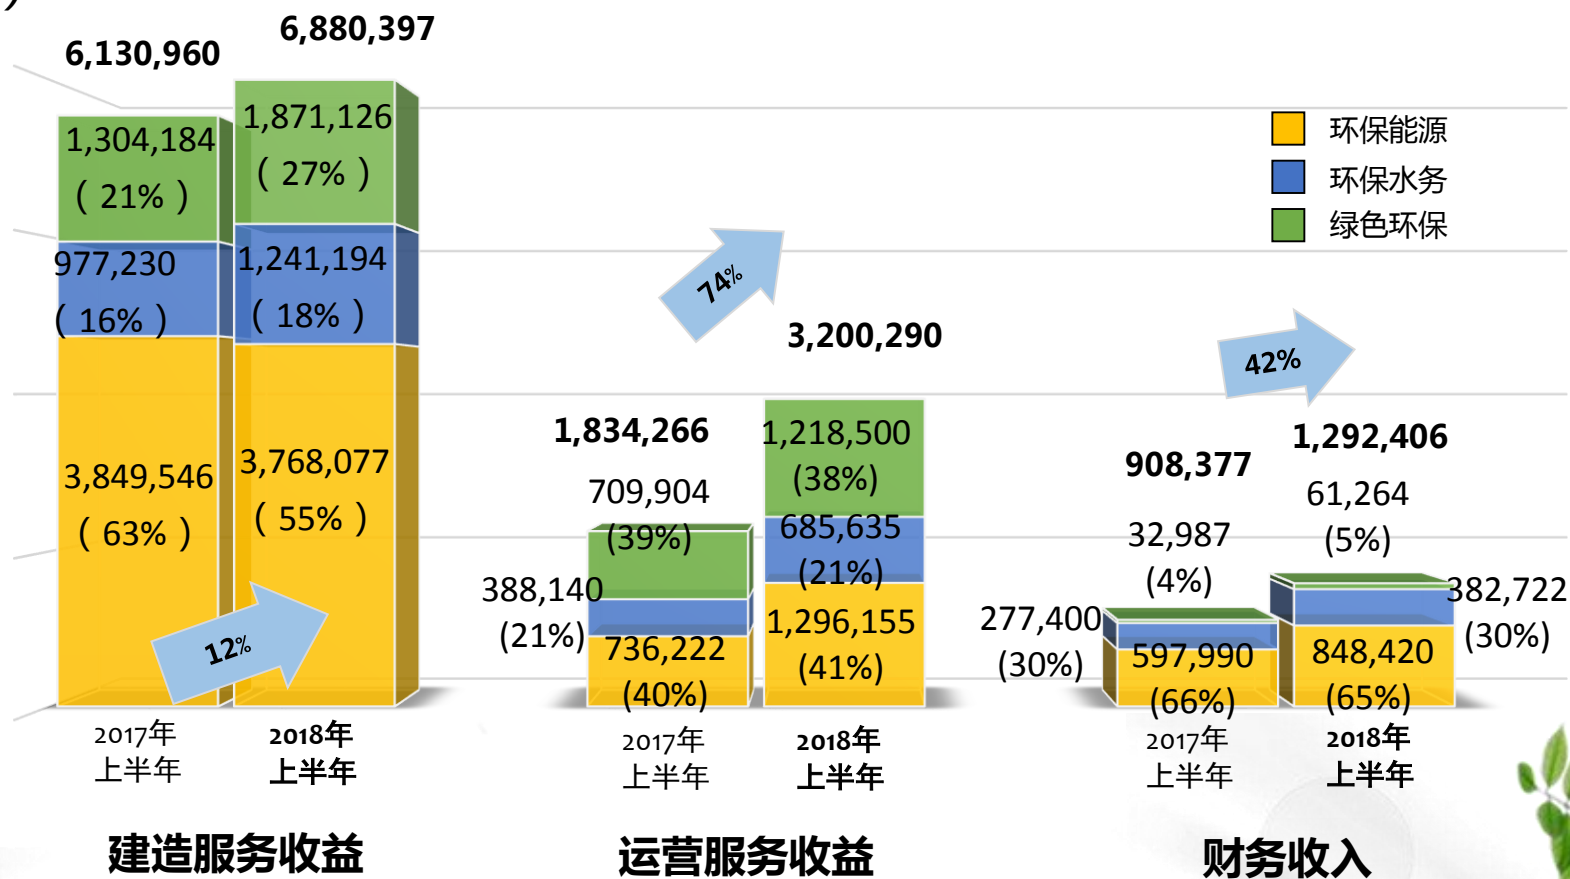 )
6,130,960
6,880,397
1,304,184
( 21% )
1,871,126
( 27% )
977,230
( 16% )
1,241,194
( 18% )
3,849,546
( 63% )
3,768,077
( 55% )
12%
2017年
上半年
2018年
上半年
建造服务收益
74%
1,834,266
3,200,290
709,904
(39%)
1,218,500
(38%)
388,140
(21%)
685,635
(21%)
736,222
(40%)
1,296,155
(41%)
2017年
上半年
2018年
上半年
运营服务收益
环保能源
环保水务
绿色环保
42%
908,377
1,292,406
32,987
(4%)
61,264
(5%)
277,400
(30%)
382,722
(30%)
597,990
(66%)
848,420
(65%)
2017年
上半年
2018年
上半年
财务收入